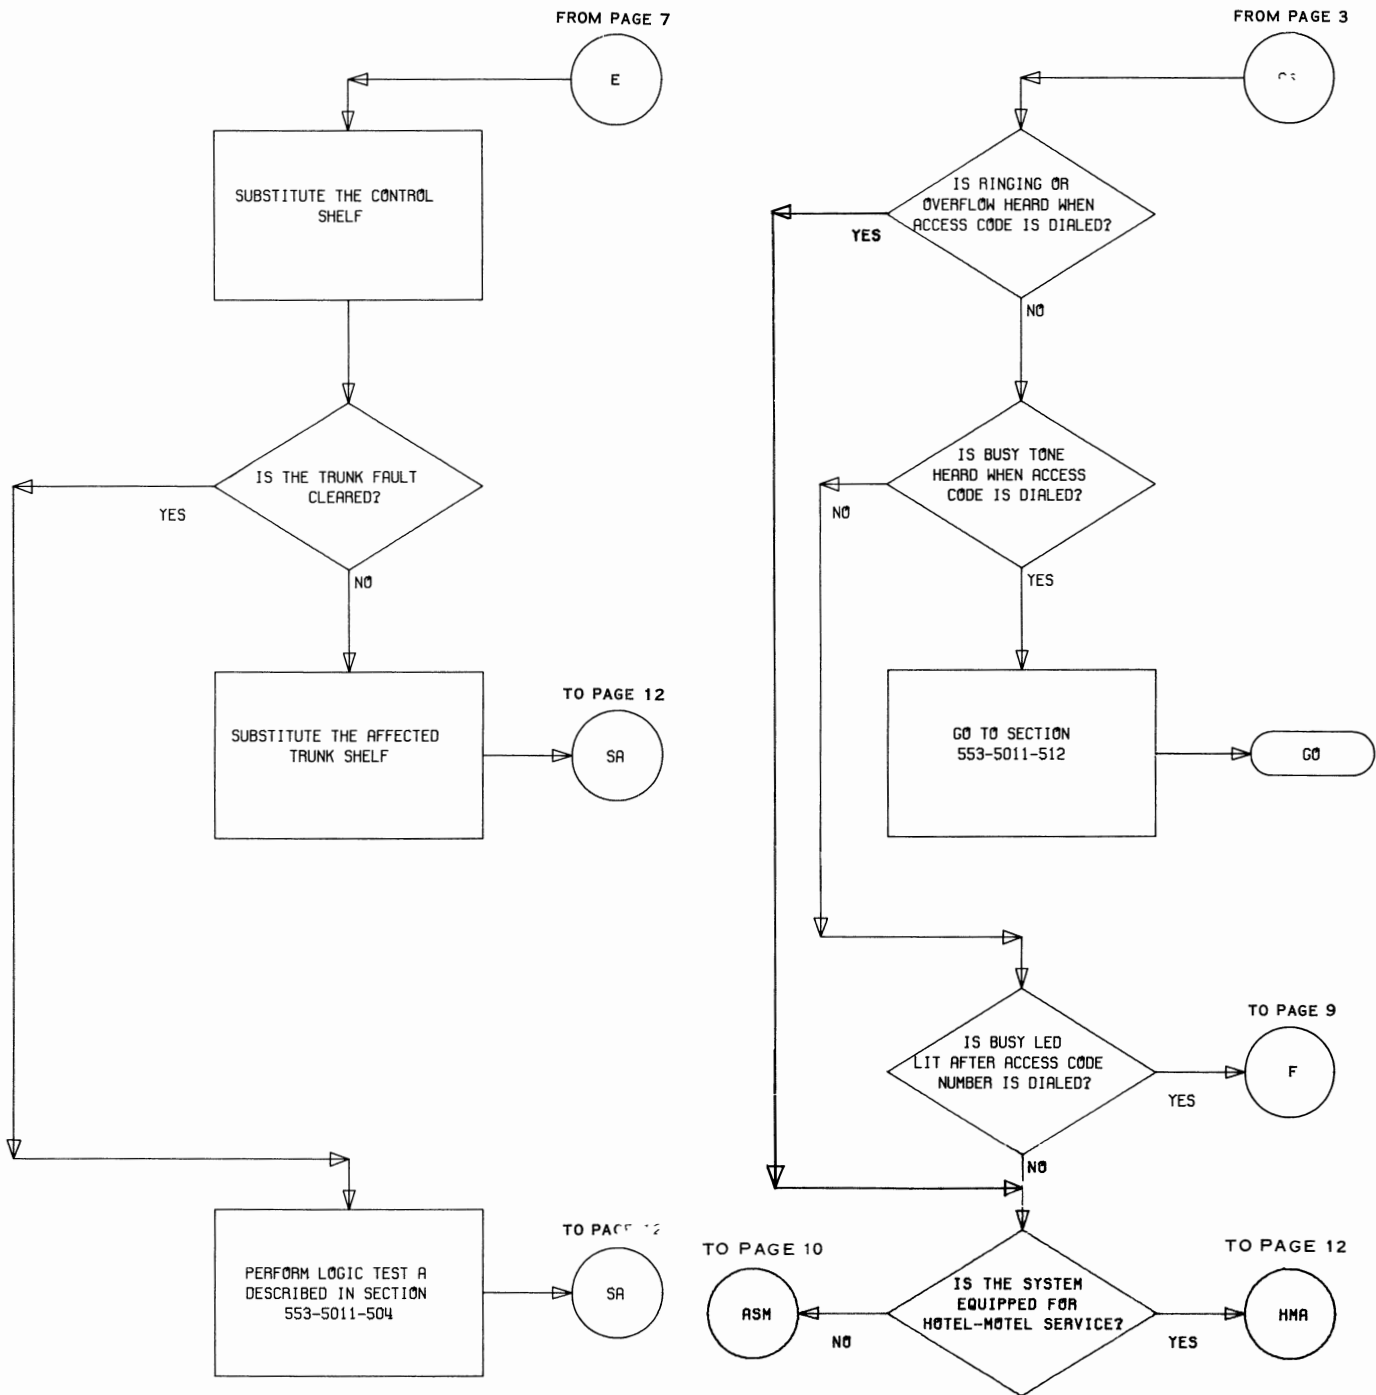 FROM PAGE 7
E
SUBSTITUTE THE CONTROL
SHELF
IS THE TRUNK FAULT
CLEARED?
YES
NO
SUBSTITUTE THE AFFECTED
TRUNK SHELF
TO PAGE 12
SA
PERFORM LOGIC TEST A
DESCRIBED IN SECTION
553-5011-504
TO
SA
FROM PAGE 3
IS RINGING OR
OVERFLOW HEARD WHEN
ACCESS CODE IS DIALED?
YES
NO
IS BUSY TONE
HEARD WHEN ACCESS
CODE IS DIALED?
NO
YES
GO TO SECTION
553-5011-512
GO
IS BUSY LED
LIT AFTER ACCESS CODE
NUMBER IS DIALED?
TO PAGE 9
F
YES
NO
TO PAGE 10
ASM
NO
IS THE SYSTEM
EQUIPPED FOR
HOTEL-MOTEL SERVICE?
YES
TO PAGE 12
HMA